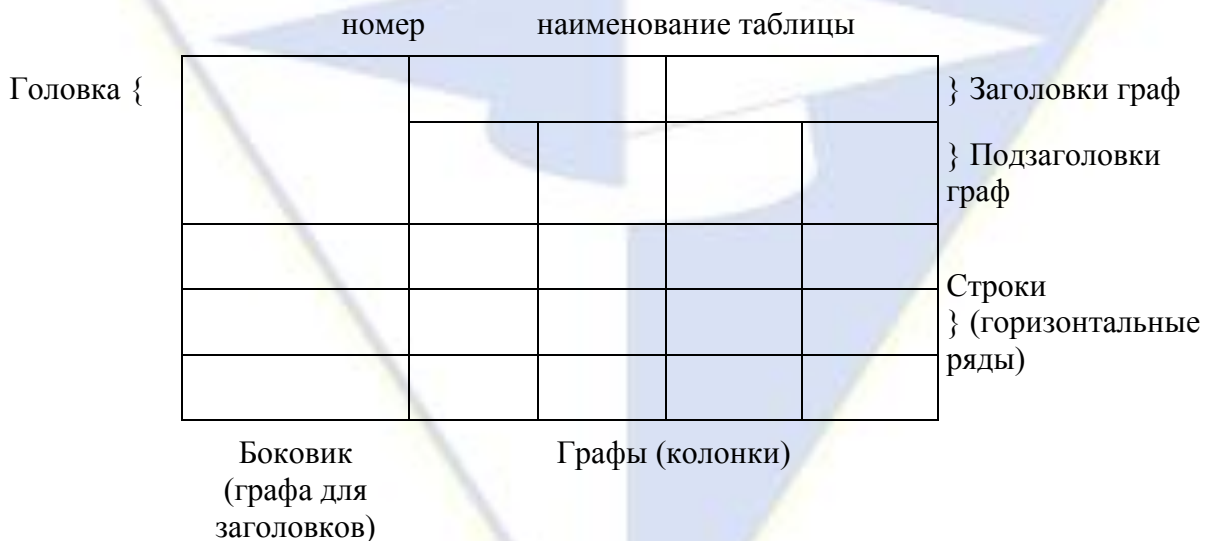 номер наименование таблицы
Головка {
} Заголовки граф
} Подзаголовки
граф
Строки
} (горизонтальные
ряды)
Боковик
(графа для
заголовков)
Графы (колонки)